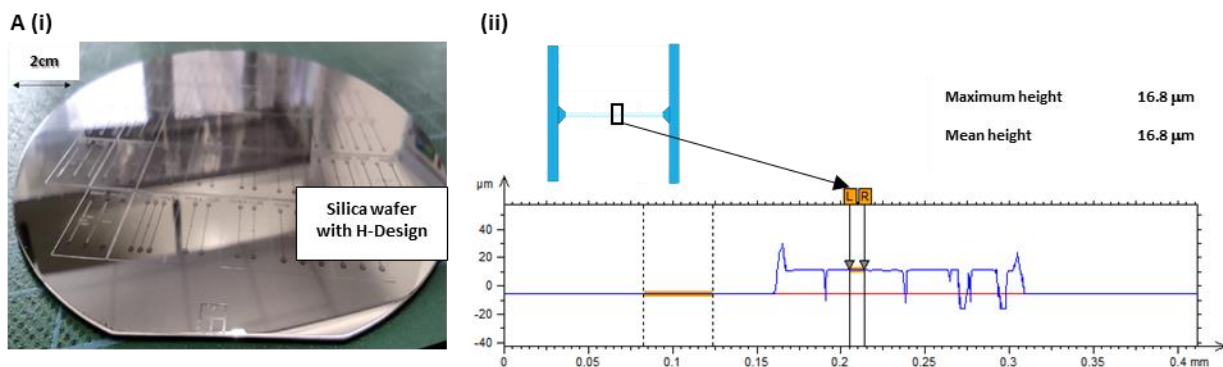 A (i)
(ii)
2cm
Silica wafer
with H-Design
Maximum height 16.8 µm
Mean height 16.8 µm
µm
L R
40
20
0
-20
-40
0 0.05 0.1 0.15 0.2 0.25 0.3 0.35 0.4 mm